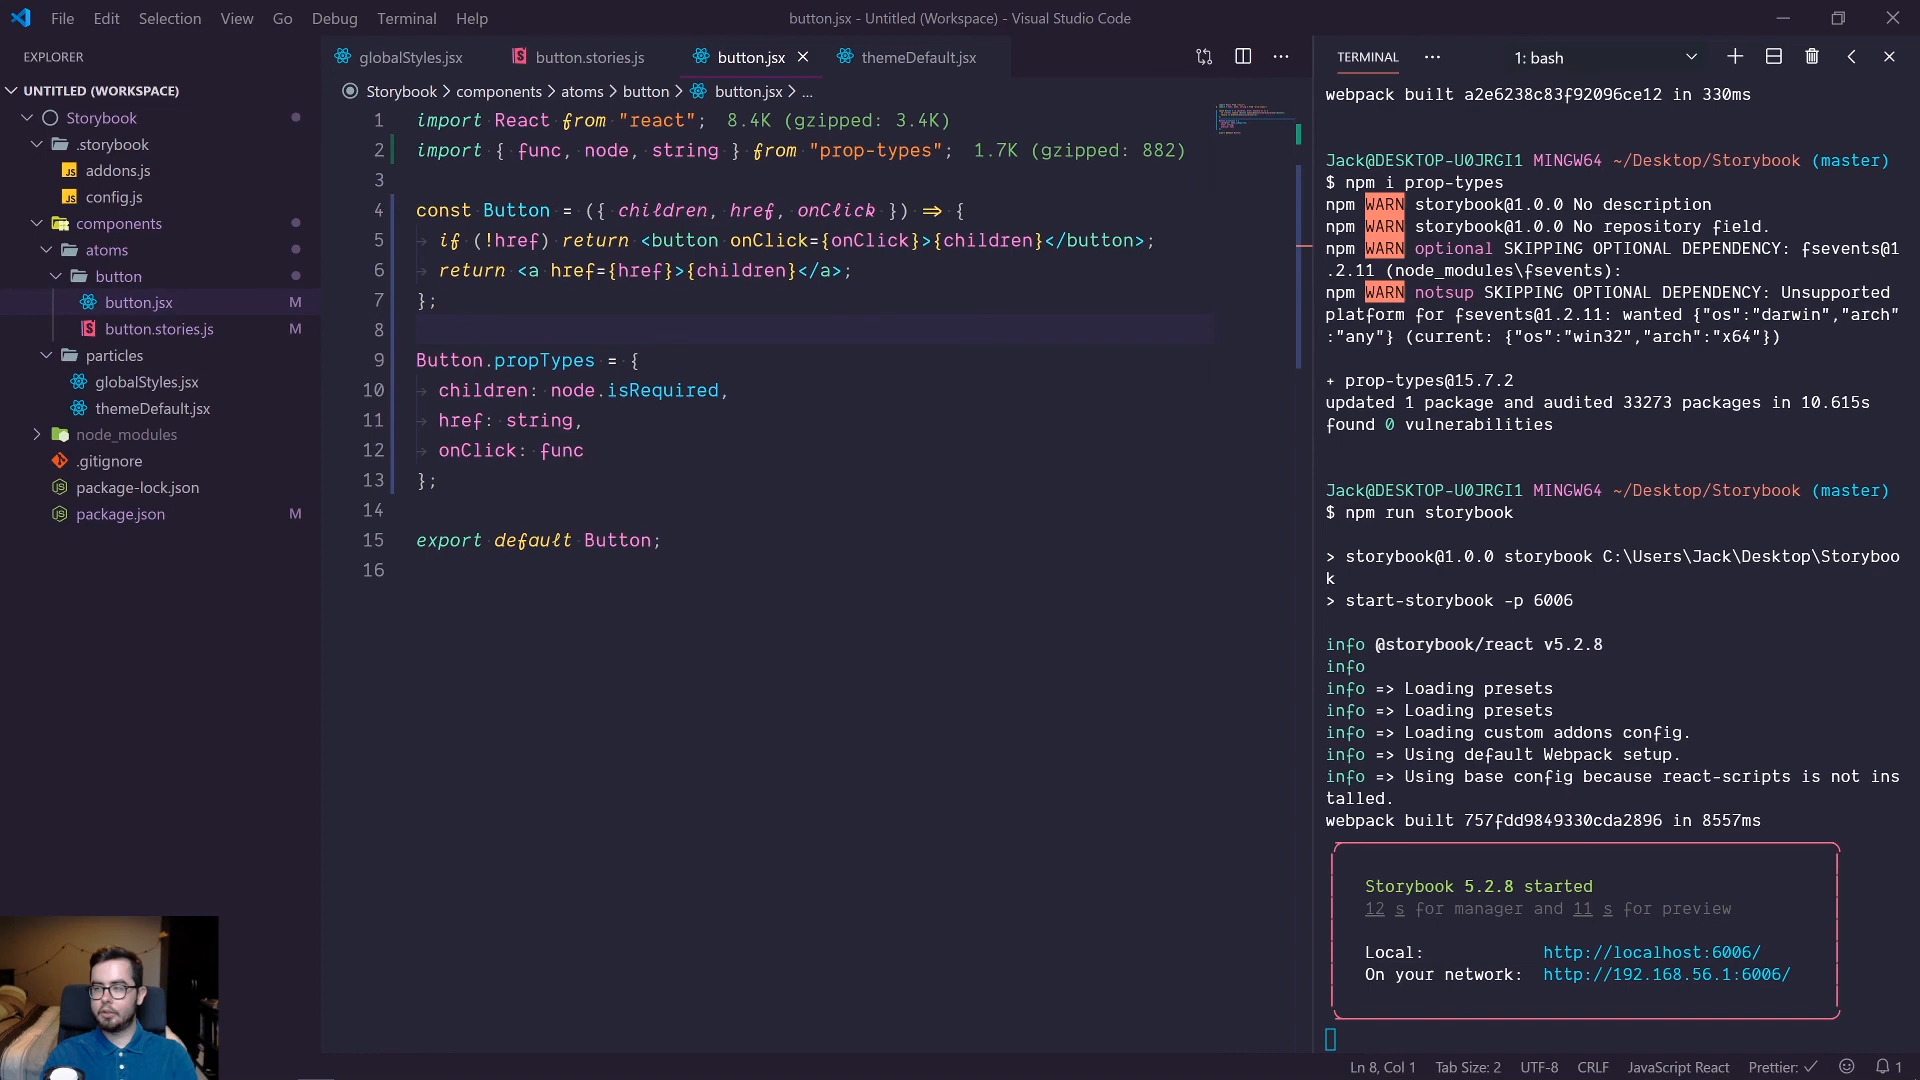 File Edit Selection View Go Debug Terminal Help
button.jsx - Untitled (Workspace) - Visual Studio Code
EXPLORER
UNTITLED (WORKSPACE)
Storybook
.storybook
addons.js
config.js
components
atoms
button
button.jsx M
button.stories.js M
particles
globalStyles.jsx
themeDefault.jsx
node_modules
.gitignore
package-lock.json
package.json M
globalStyles.jsx button.stories.js button.jsx themeDefault.jsx
Storybook > components > atoms > button > button.jsx > ...
1 import React from "react"; 8.4K (gzipped: 3.4K)
2 import { func, node, string } from "prop-types"; 1.7K (gzipped: 882)
3
4 const Button = ({ children, href, onClick }) => {
5 if (!href) return <button onClick={onClick}>{children}</button>;
6 return <a href={href}>{children}</a>;
7 };
8
9 Button.propTypes = {
10 children: node.isRequired,
11 href: string,
12 onClick: func
13 };
14
15 export default Button;
16
TERMINAL ... 1: bash
webpack built a2e6238c83f92096ce12 in 330ms
Jack@DESKTOP-U0JRGI1 MINGW64 ~/Desktop/Storybook (master)
$ npm i prop-types
npm WARN storybook@1.0.0 No description
npm WARN storybook@1.0.0 No repository field.
npm WARN optional SKIPPING OPTIONAL DEPENDENCY: fsevents@1
.2.11 (node_modules\fsevents):
npm WARN notsup SKIPPING OPTIONAL DEPENDENCY: Unsupported
platform for fsevents@1.2.11: wanted {"os":"darwin","arch"
:"any"} (current: {"os":"win32","arch":"x64"})
+ prop-types@15.7.2
updated 1 package and audited 33273 packages in 10.615s
found 0 vulnerabilities
Jack@DESKTOP-U0JRGI1 MINGW64 ~/Desktop/Storybook (master)
$ npm run storybook
> storybook@1.0.0 storybook C:\Users\Jack\Desktop\Storyboo
k
> start-storybook -p 6006
info @storybook/react v5.2.8
info
info => Loading presets
info => Loading presets
info => Loading custom addons config.
info => Using default Webpack setup.
info => Using base config because react-scripts is not ins
talled.
webpack built 757fdd9849330cda2896 in 8557ms
Storybook 5.2.8 started
12 s for manager and 11 s for preview
Local: http://localhost:6006/
On your network: http://192.168.56.1:6006/
Ln 8, Col 1 Tab Size: 2 UTF-8 CRLF JavaScript React Prettier: ✓ 1